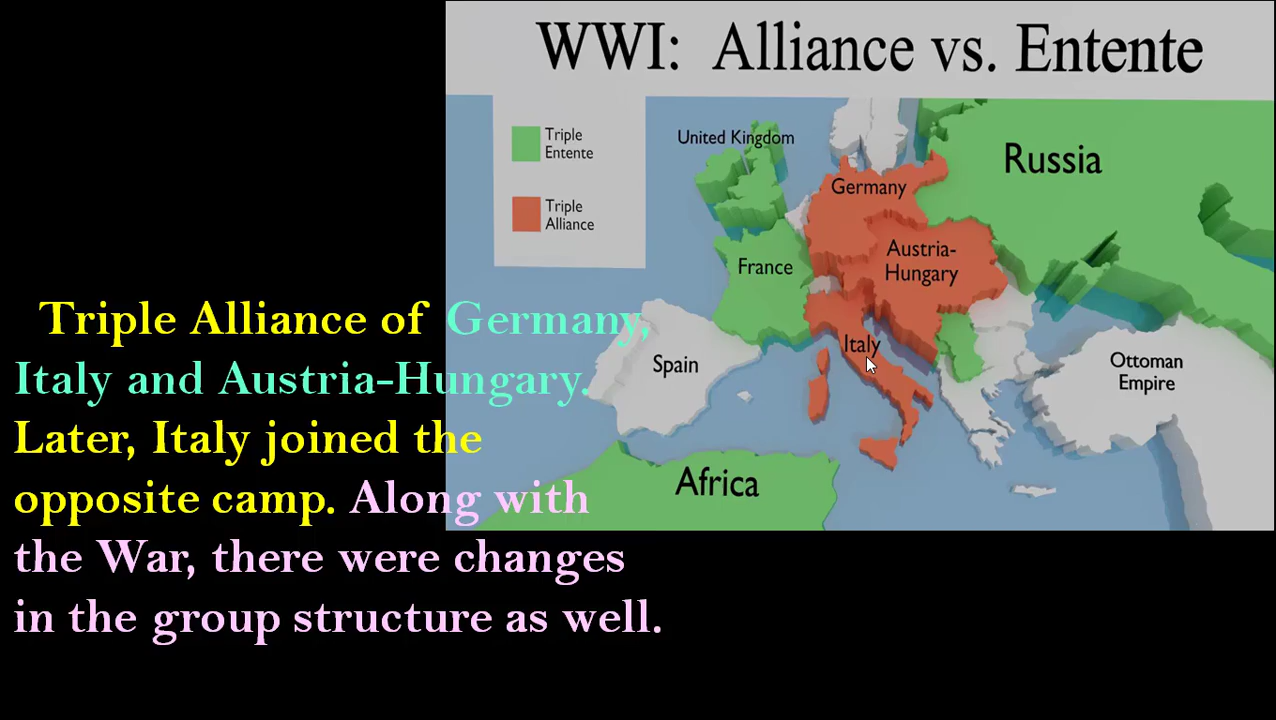 WWI: Alliance vs. Entente
Triple
Entente
Triple
Alliance
United Kingdom
Germany
Russia
Austria-
Hungary
France
Italy
Spain
Ottoman
Empire
Africa
Triple Alliance of Germany,
Italy and Austria-Hungary.
Later, Italy joined the
opposite camp. Along with
the War, there were changes
in the group structure as well.